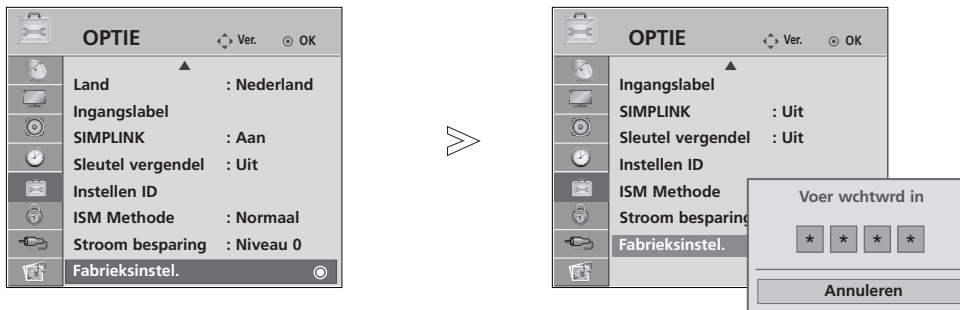 OPTIE Ver. OK
Land : Nederland
Ingangslabel
SIMPLINK : Aan
Sleutel vergendel : Uit
Instellen ID
ISM Methode : Normaal
Stroom besparing : Niveau 0
Fabrieksinstel.
OPTIE Ver. OK
Ingangslabel
SIMPLINK : Uit
Sleutel vergendel : Uit
Instellen ID
ISM Methode
Stroom besparing
Fabrieksinstel.
Voer wchtwrd in
* * * *
Annuleren